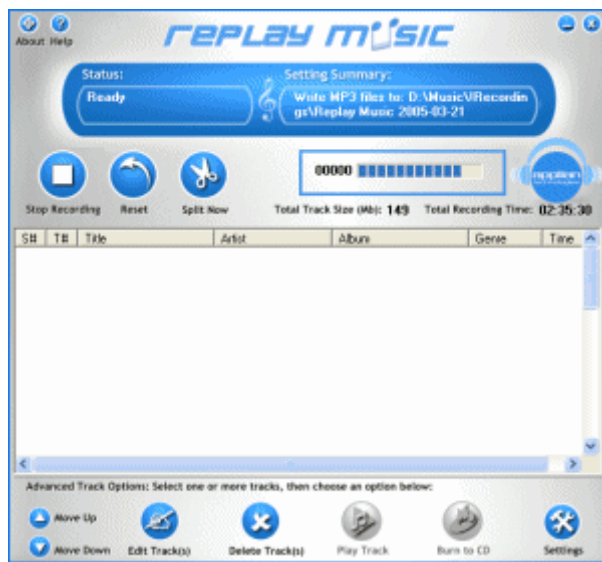 About Help
replay music
Status:
Ready
Setting Summary:
Write MP3 files to: D:\Music\!Recordin
gs\Replay Music 2005-03-21
00000
applian
Stop Recording Reset Split Now Total Track Size (Mb): 149 Total Recording Time: 02:35:30
S# T# Title Artist Album Genre Time
Advanced Track Options: Select one or more tracks, then choose an option below:
Move Up
Move Down Edit Track(s) Delete Track(s) Play Track Burn to CD Settings